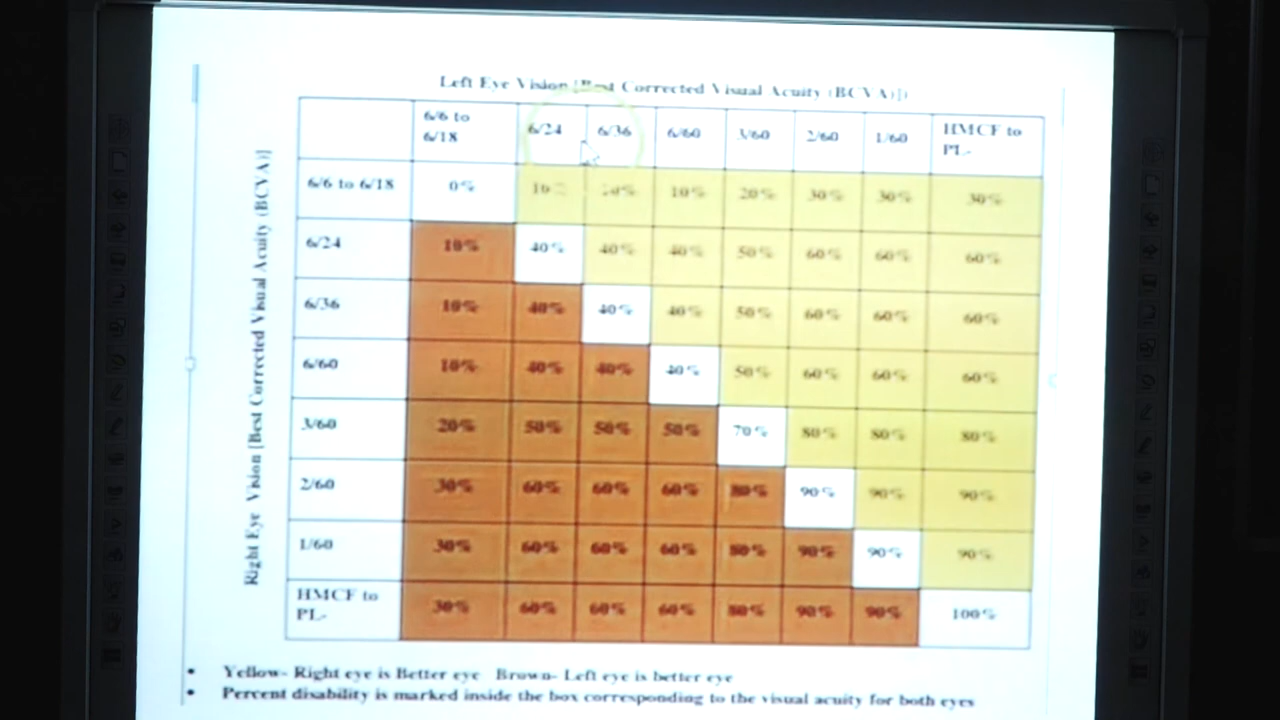 Left Eye Vision [Best Corrected Visual Acuity (BCVA)])
Right Eye Vision [Best Corrected Visual Acuity (BCVA)]
6/6 to 6/18 6/24 6/36 6/60 3/60 2/60 1/60 HMCF to PL-
6/6 to 6/18 0% 10% 10% 20% 30% 30% 30%
6/24 10% 40% 40% 40% 50% 60% 60% 60%
6/36 10% 40% 40% 40% 50% 60% 60% 60%
6/60 10% 40% 40% 40% 50% 60% 60% 60%
3/60 20% 50% 50% 50% 70% 80% 80% 80%
2/60 30% 60% 60% 60% 80% 90% 90% 90%
1/60 30% 60% 60% 60% 80% 90% 90% 90%
HMCF to PL- 30% 60% 60% 60% 80% 90% 90% 100%
• Yellow- Right eye is Better eye Brown- Left eye is better eye
• Percent disability is marked inside the box corresponding to the visual acuity for both eyes